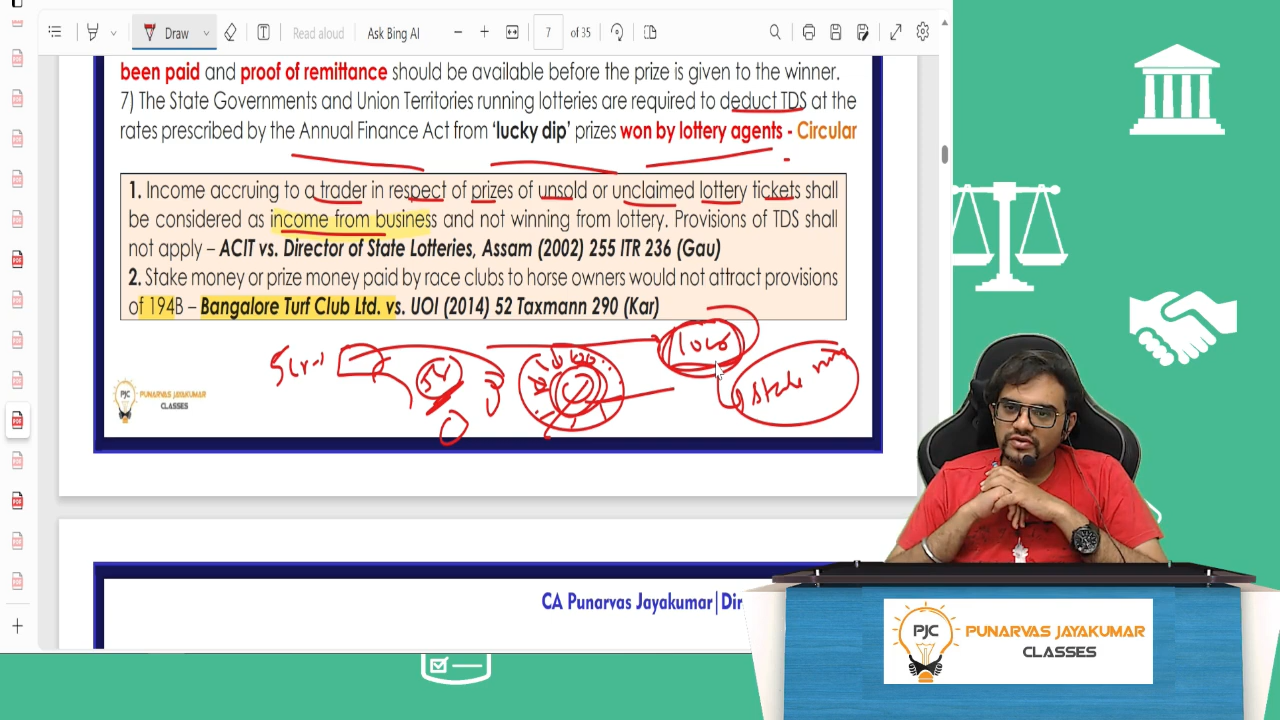 Draw
Read aloud
Ask Bing AI
7
of 35
been paid and proof of remittance should be available before the prize is given to the winner.
7) The State Governments and Union Territories running lotteries are required to deduct TDS at the
rates prescribed by the Annual Finance Act from ‘lucky dip’ prizes won by lottery agents - Circular
1. Income accruing to a trader in respect of prizes of unsold or unclaimed lottery tickets shall
be considered as income from business and not winning from lottery. Provisions of TDS shall
not apply – ACIT vs. Director of State Lotteries, Assam (2002) 255 ITR 236 (Gau)
2. Stake money or prize money paid by race clubs to horse owners would not attract provisions
of 194B – Bangalore Turf Club Ltd. vs. UOI (2014) 52 Taxmann 290 (Kar)
PJC
PUNARVAS JAYAKUMAR
CLASSES
CA Punarvas Jayakumar|Dir
PJC
PUNARVAS JAYAKUMAR
CLASSES